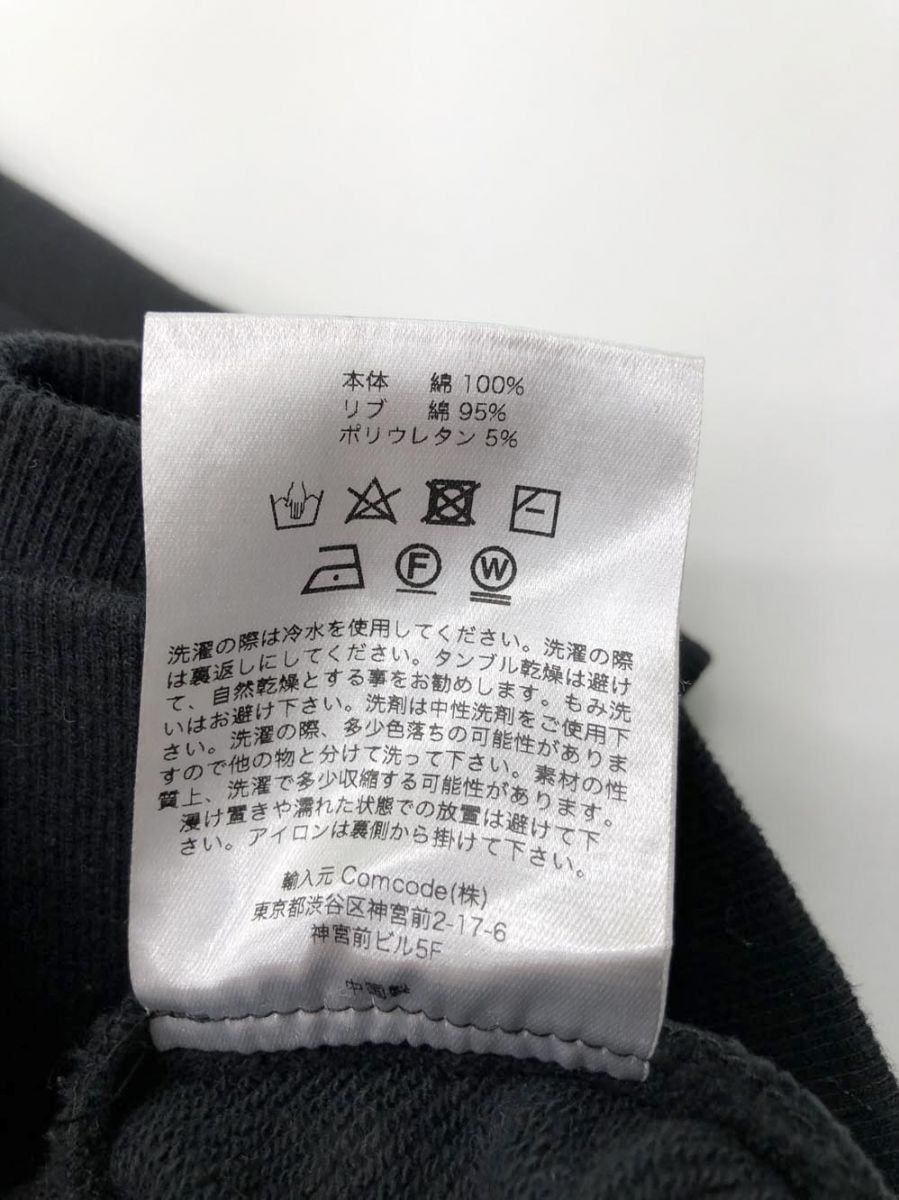 本体 綿 100%
リブ 綿 95%
ポリウレタン 5%
F W
洗濯の際は冷水を使用してください。洗濯の際
は裏返しにしてください。タンブル乾燥は避け
て、自然乾燥とする事をお勧めします。もみ洗
いはお避け下さい。洗剤は中性洗剤をご使用下
さい。洗濯の際、多少色落ちの可能性がありま
すので他の物と分けて洗って下さい。素材の性
質上、洗濯で多少収縮する可能性があります。
浸け置きや濡れた状態での放置は避けて下
さい。アイロンは裏側から掛けて下さい。
輸入元 Comcode(株)
東京都渋谷区神宮前2-17-6
神宮前ビル5F
中国製